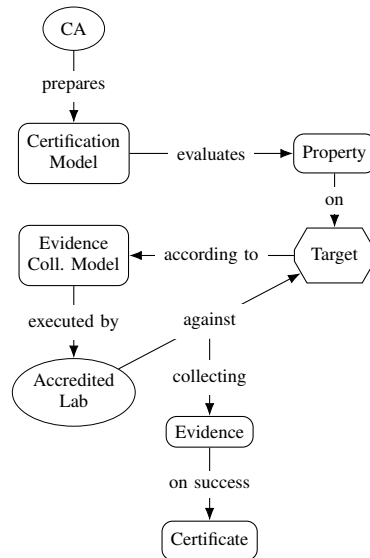 CA
prepares
Certification
Model
evaluates
Property
on
Evidence
Coll. Model
according to
Target
executed by
against
Accredited
Lab
collecting
Evidence
on success
Certificate